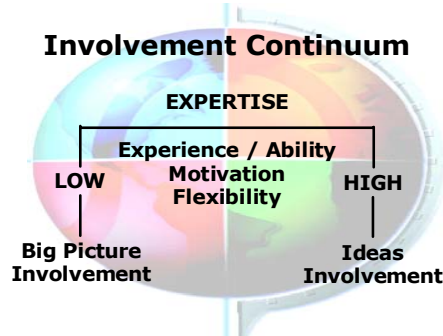 Involvement Continuum
EXPERTISE
Experience / Ability
Motivation
Flexibility
LOW
HIGH
Big Picture
Involvement
Ideas
Involvement